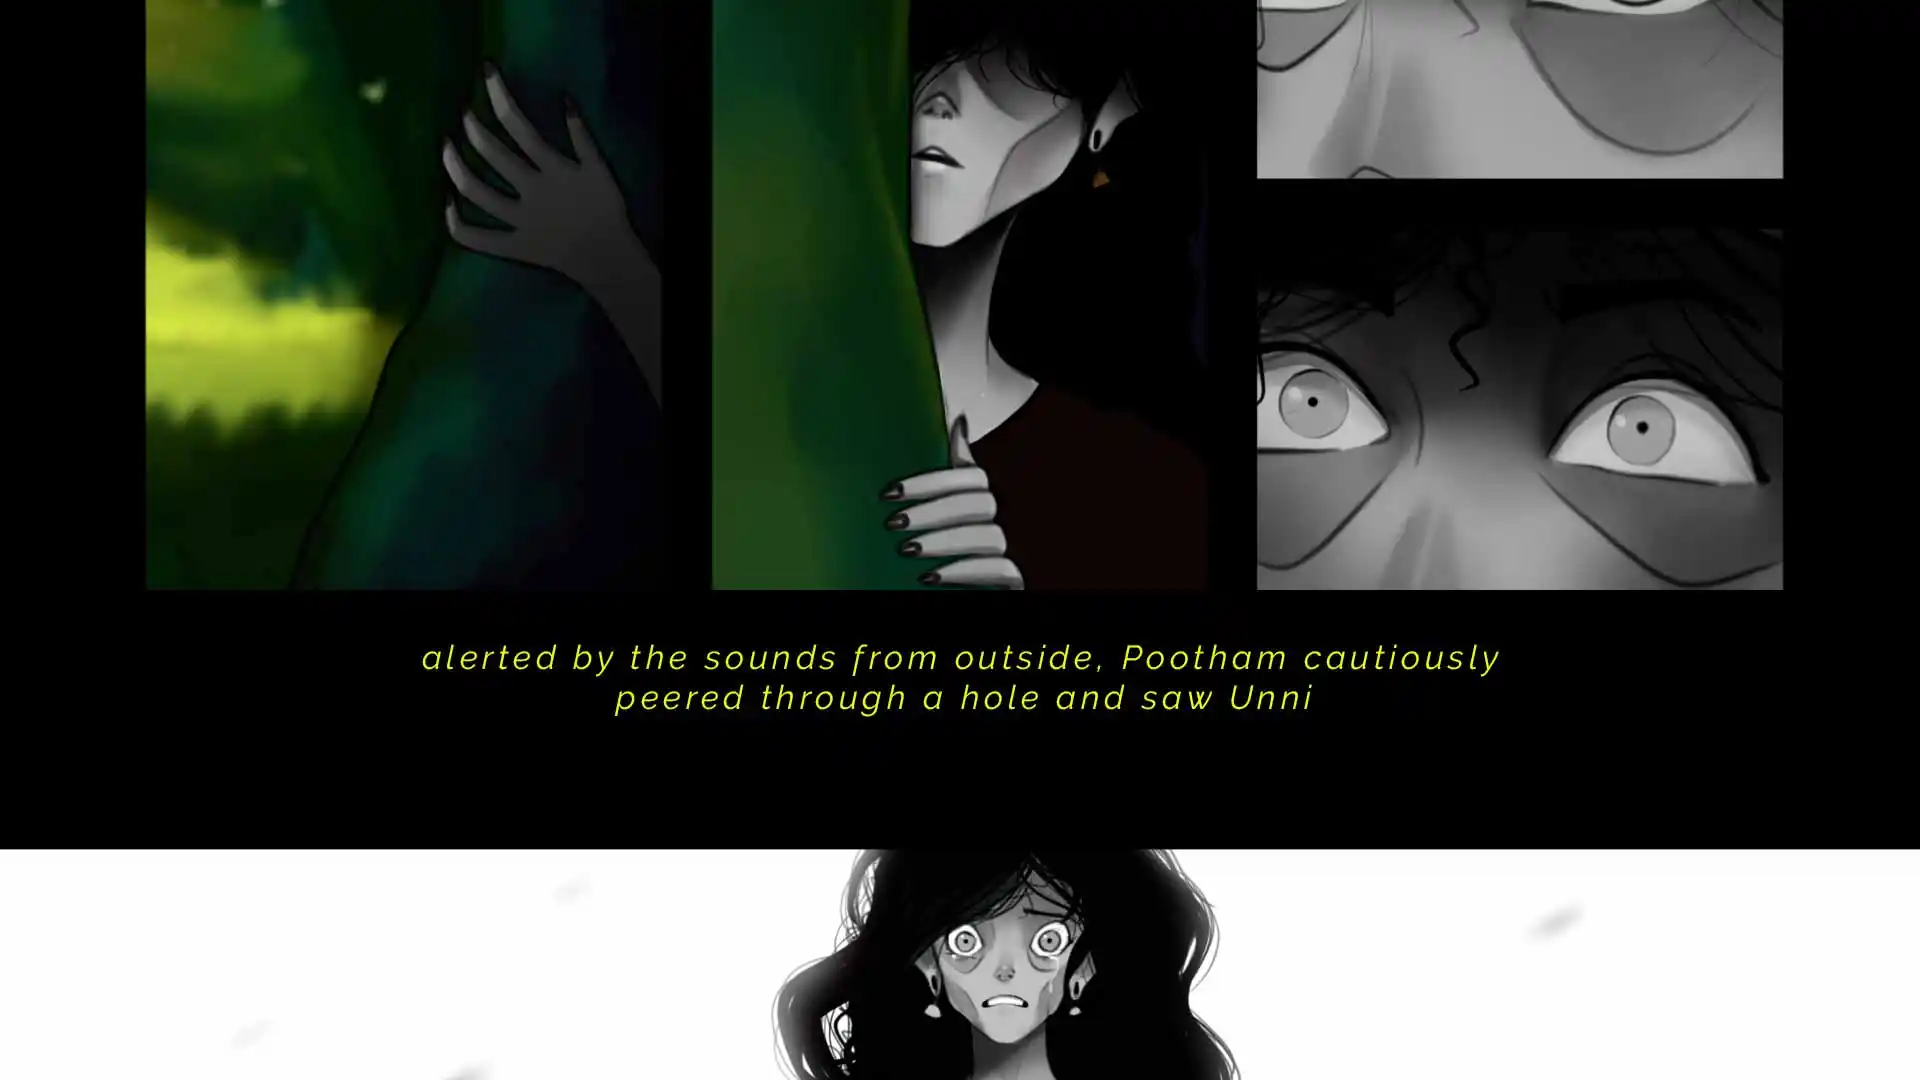 alerted by the sounds from outside, Pootham cautiously
peered through a hole and saw Unni